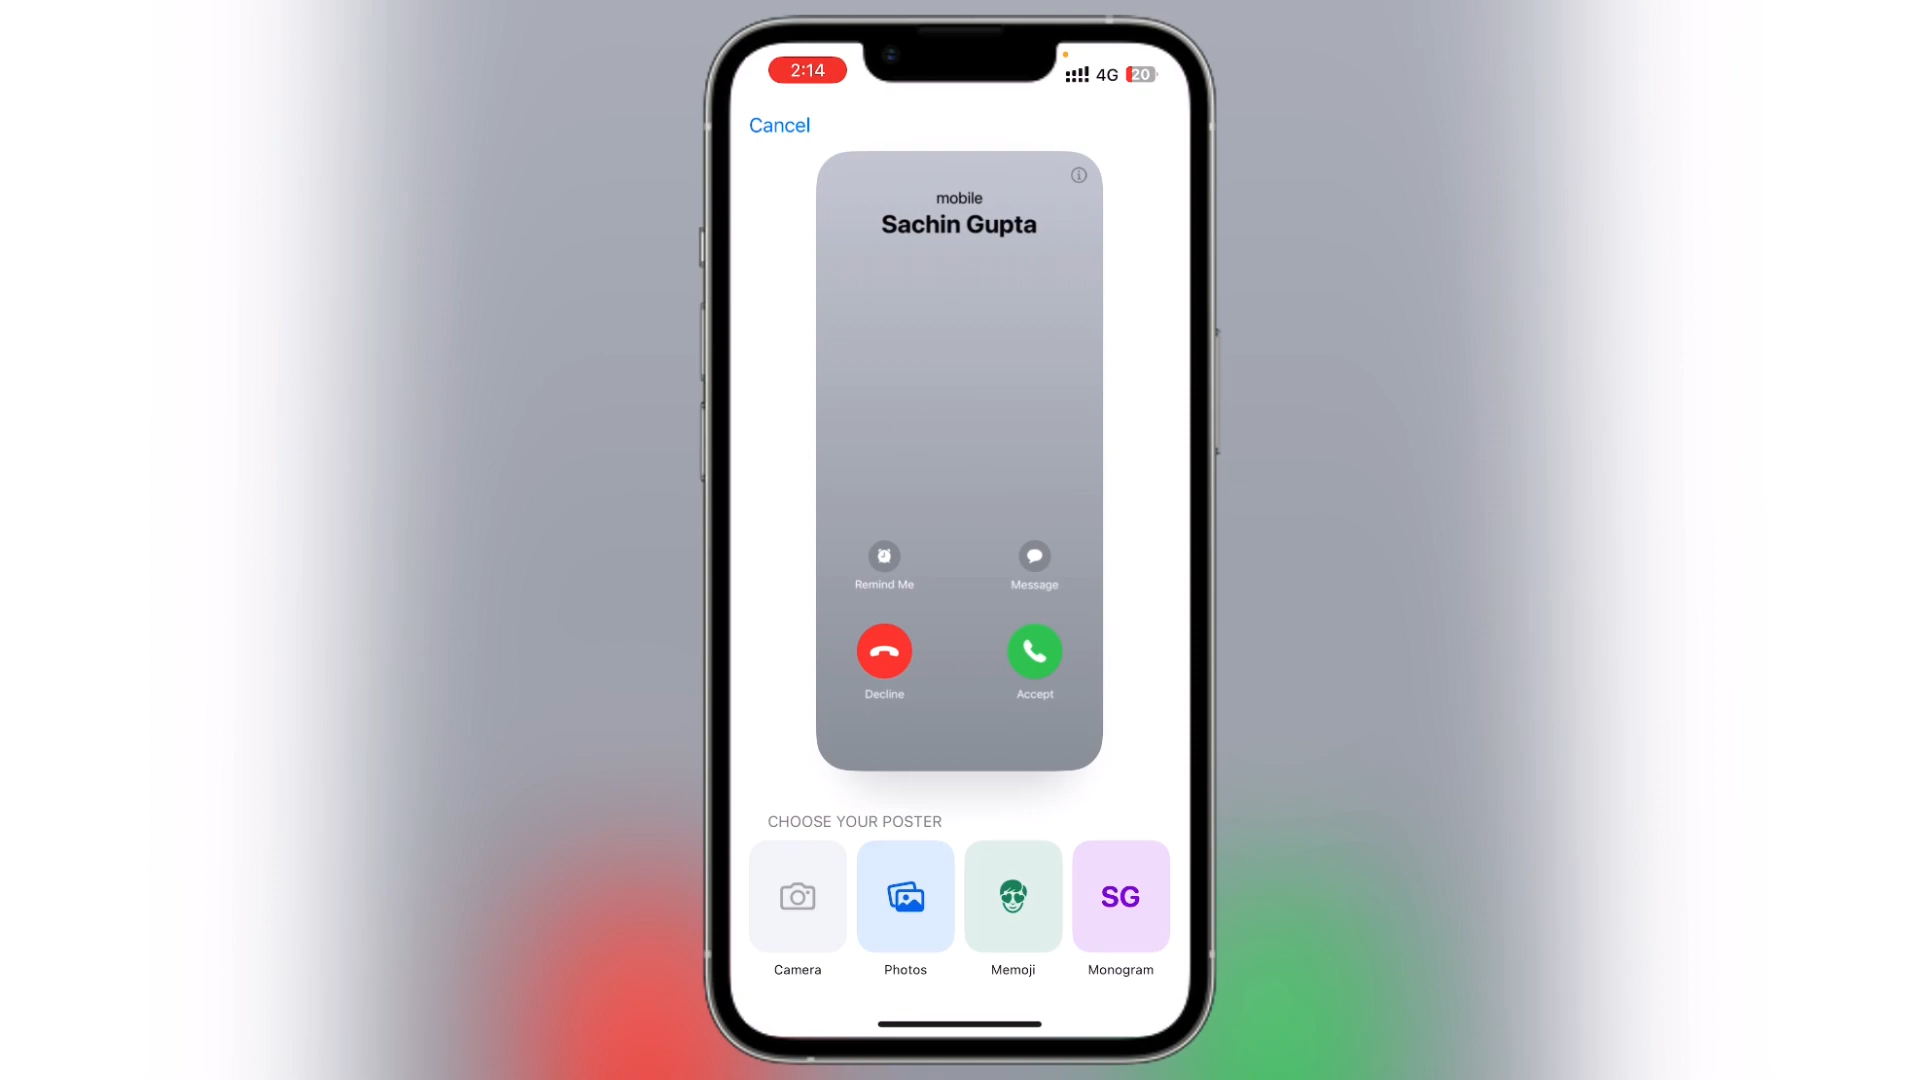 2:14
4G 20
Cancel
mobile
Sachin Gupta
Remind Me
Message
Decline
Accept
CHOOSE YOUR POSTER
SG
Camera
Photos
Memoji
Monogram